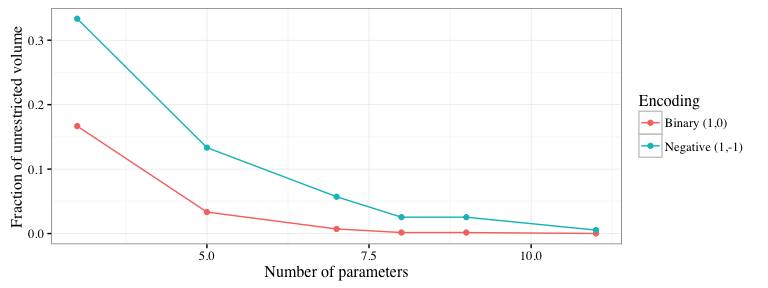 Fraction of unrestricted volume
0.3
0.2
0.1
0.0
5.0
7.5
10.0
Number of parameters
Encoding
Binary (1,0)
Negative (1,-1)